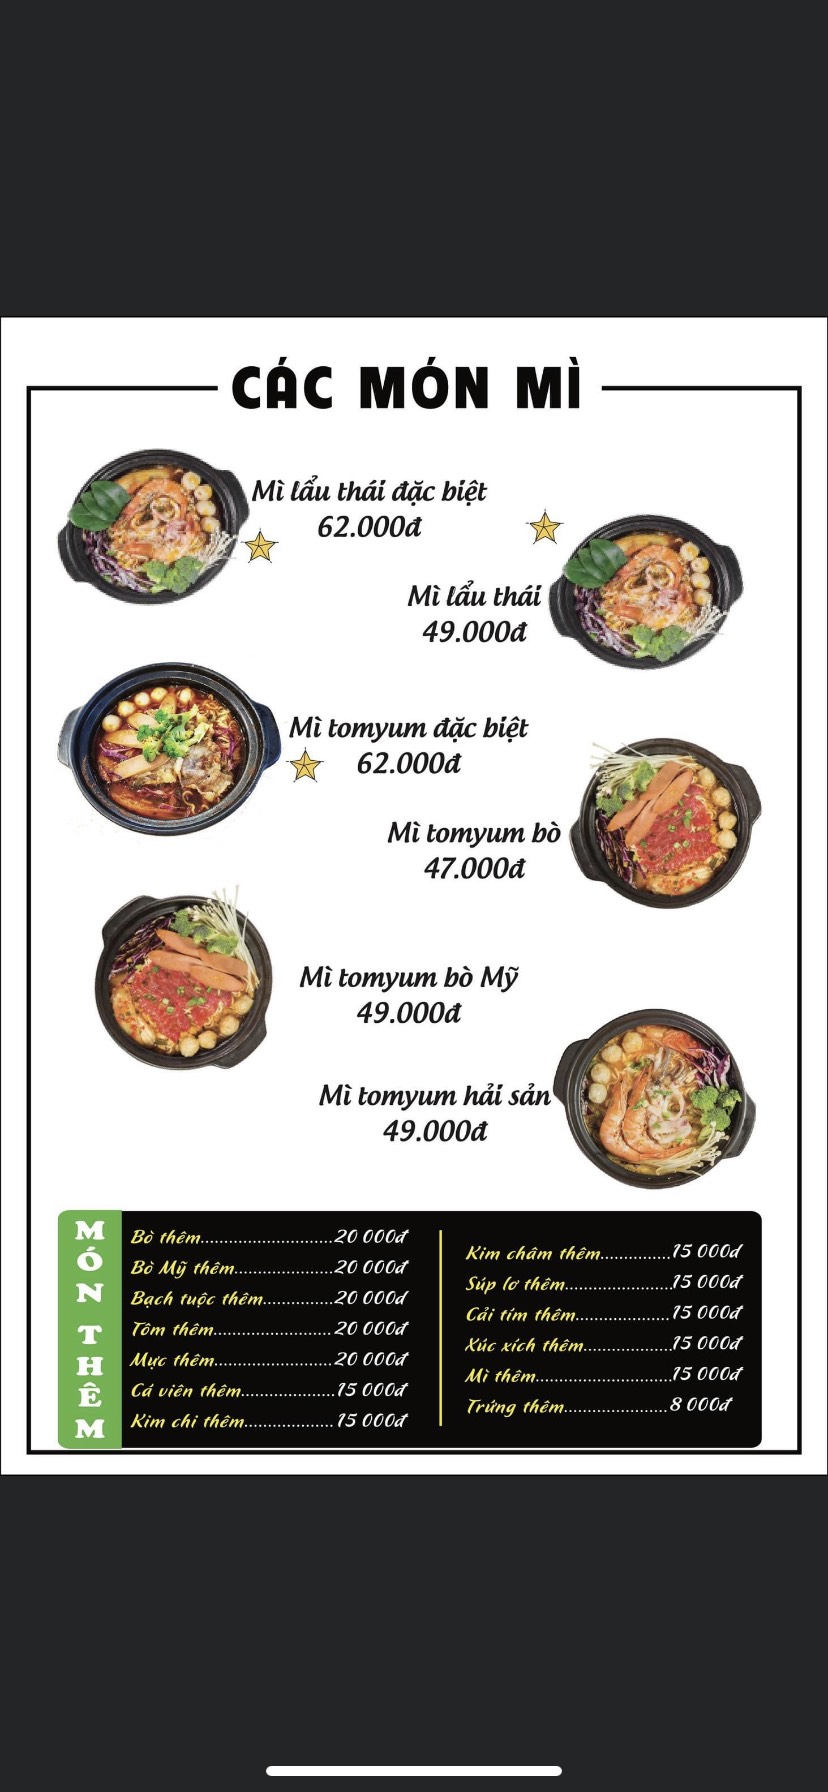 CÁC MÓN MÌ
Mì lẩu thái đặc biệt
62.000đ
Mì lẩu thái
49.000đ
Mì tomyum đặc biệt
62.000đ
Mì tomyum bò
47.000đ
Mì tomyum bò Mỹ
49.000đ
Mì tomyum hải sản
49.000đ
MÓN THÊM
Bò thêm............................20 000đ
Bò Mỹ thêm.....................20 000đ
Bạch tuộc thêm...............20 000đ
Tôm thêm.........................20 000đ
Mực thêm.........................20 000đ
Cá viên thêm....................15 000đ
Kim chi thêm...................15 000đ
Kim châm thêm...............15 000đ
Súp lơ thêm.......................15 000đ
Cải tím thêm....................15 000đ
Xúc xích thêm...................15 000đ
Mì thêm.............................15 000đ
Trứng thêm......................8 000đ